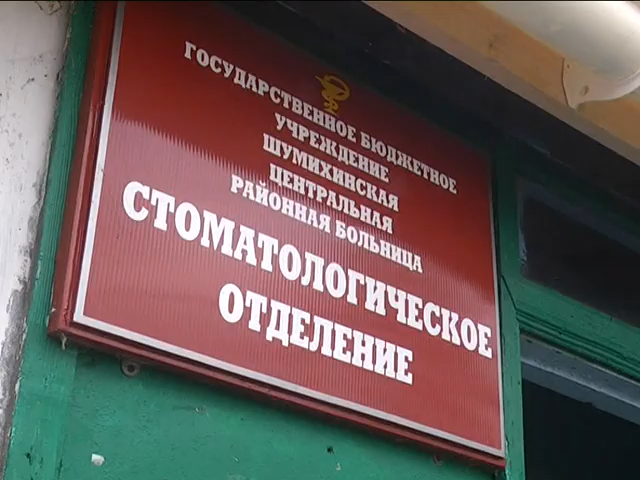 ГОСУДАРСТВЕННОЕ БЮДЖЕТНОЕ
УЧРЕЖДЕНИЕ
ШУМИХИНСКАЯ
ЦЕНТРАЛЬНАЯ
РАЙОННАЯ БОЛЬНИЦА
СТОМАТОЛОГИЧЕСКОЕ
ОТДЕЛЕНИЕ